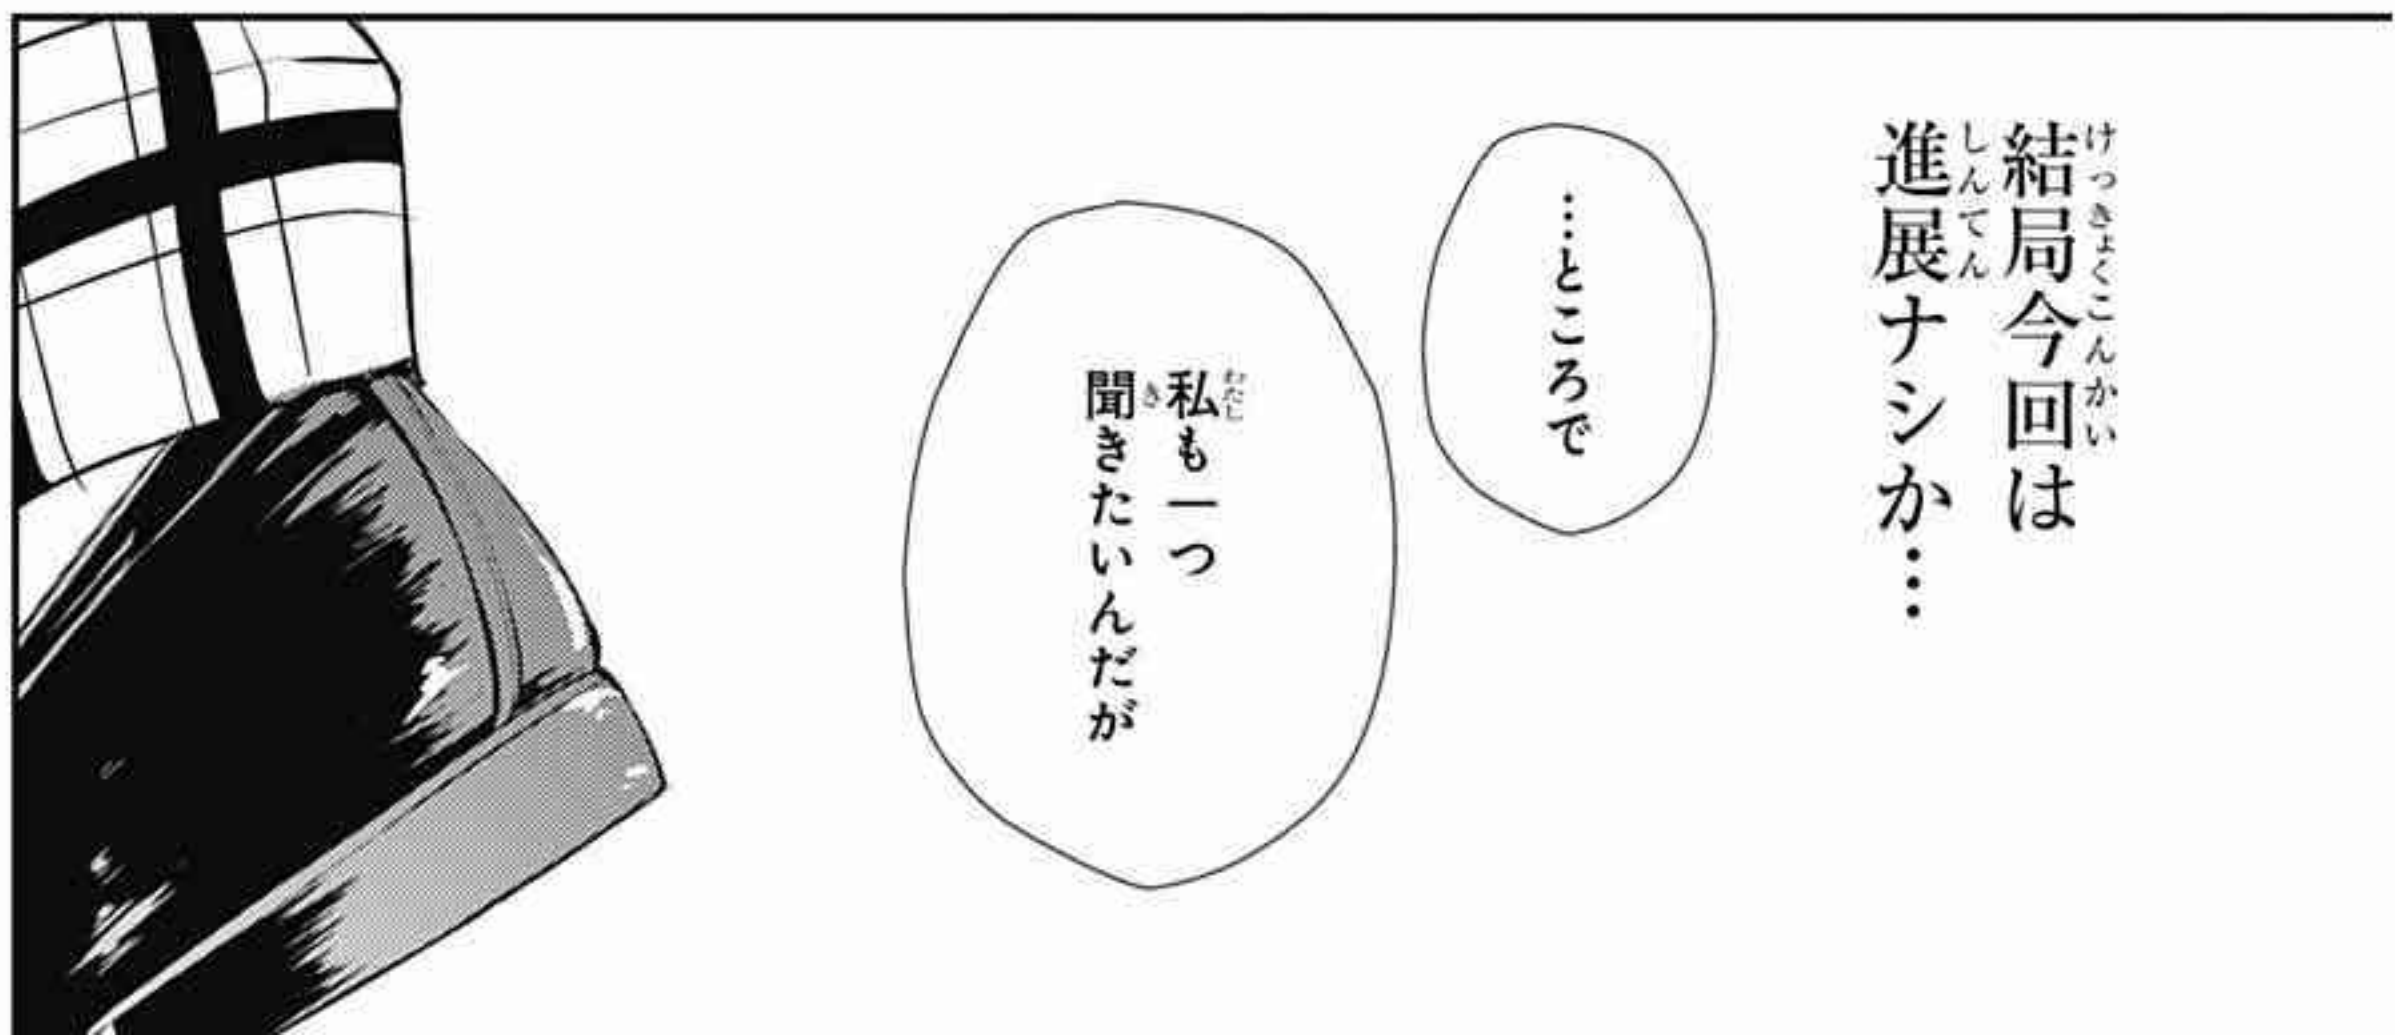 結局今回は
進展ナシか…
…ところで
私も一つ
聞きたいんだが